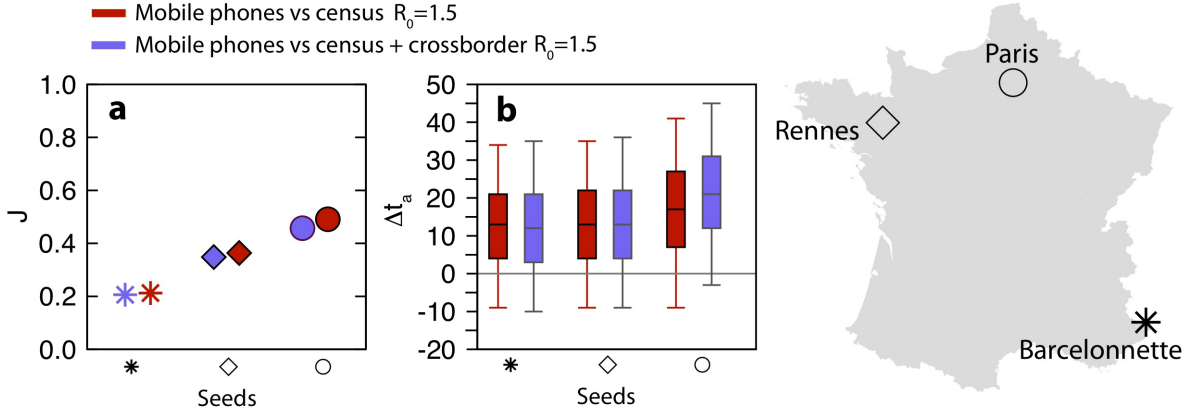 Mobile phones vs census R₀=1.5
Mobile phones vs census + crossborder R₀=1.5
a
1.0
0.8
0.6
0.4
0.2
0.0
J
Seeds
b
50
40
30
20
10
0
-10
-20
Δtₐ
Seeds
Paris
Rennes
Barcelonnette